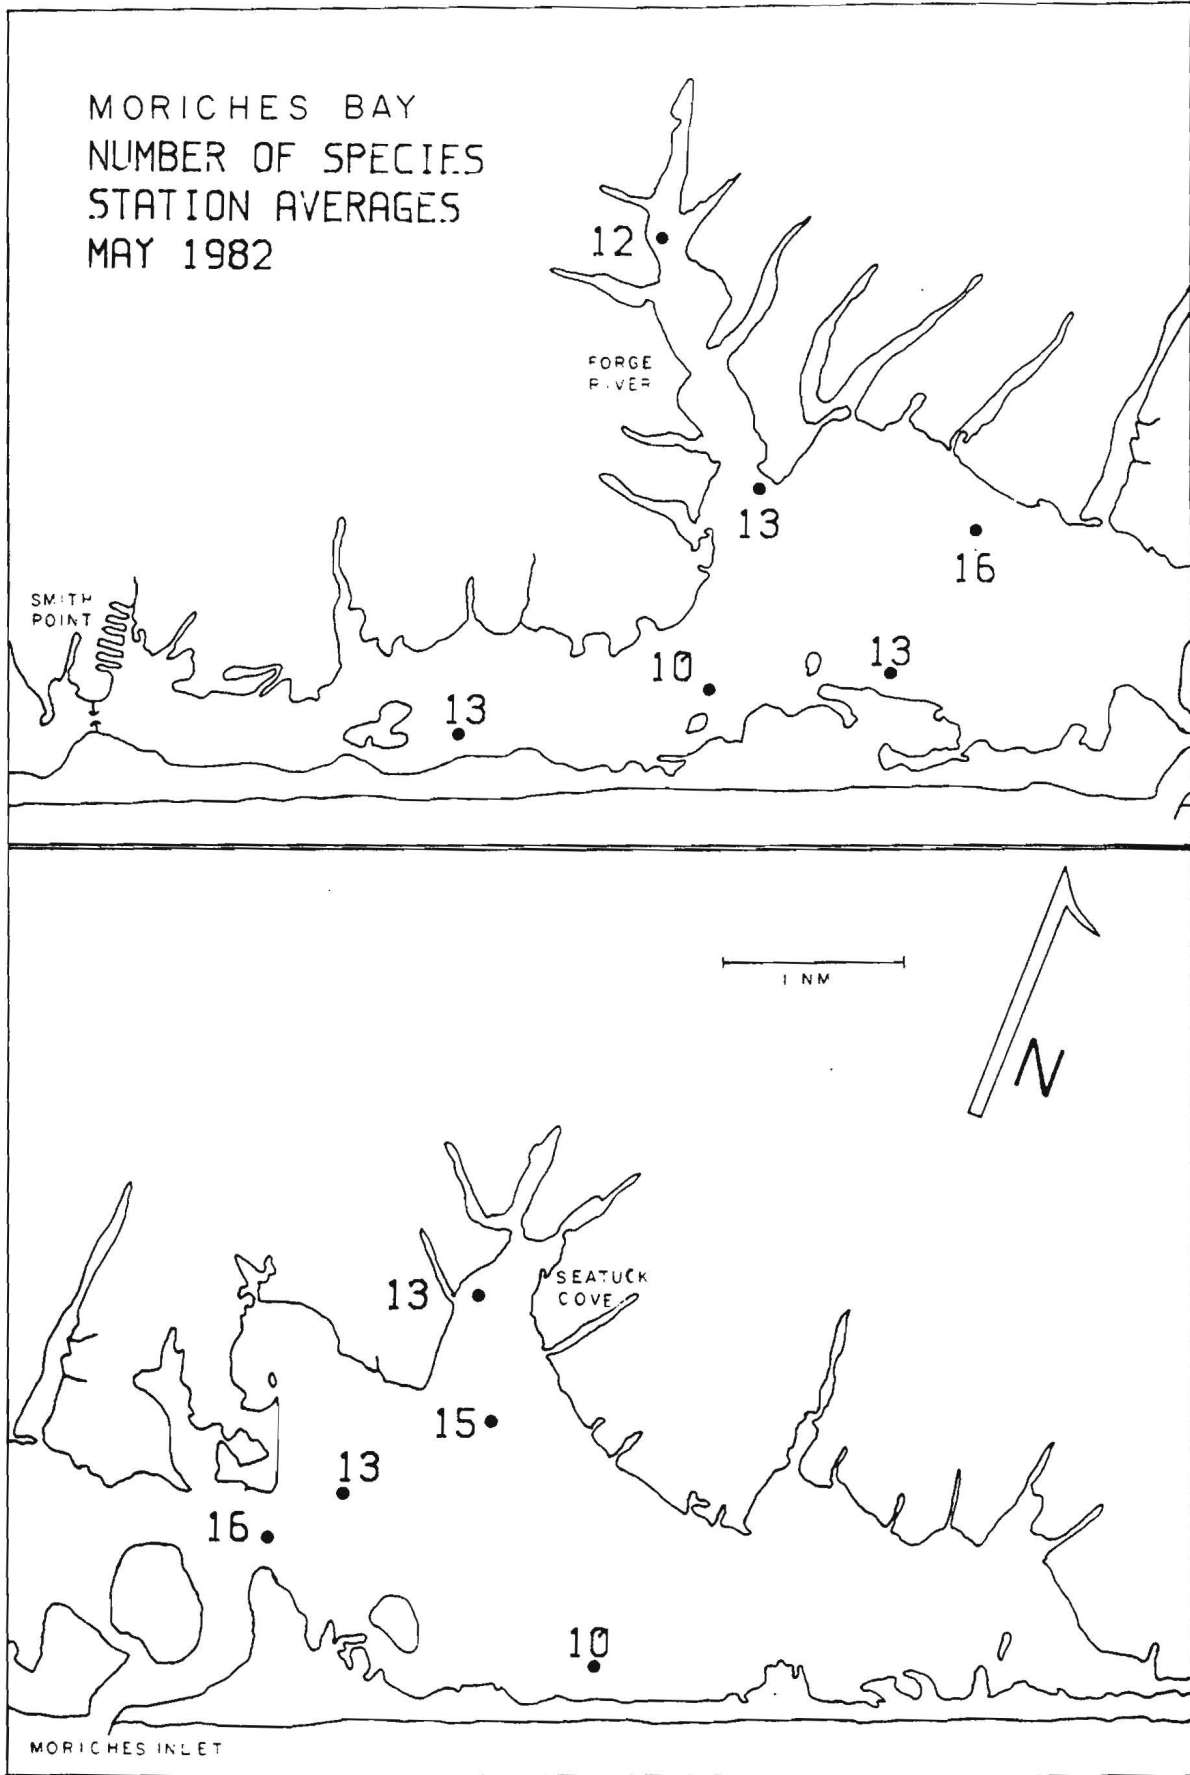 MORICHES BAY
NUMBER OF SPECIES
STATION AVERAGES
MAY 1982
12
FORGE
RIVER
13
16
SMITH
POINT
10
13
13
1 NM
N
13
SEATUCK
COVE
15
13
16
10
MORICHES INLET